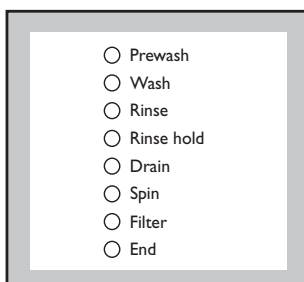 Prewash
Wash
Rinse
Rinse hold
Drain
Spin
Filter
End